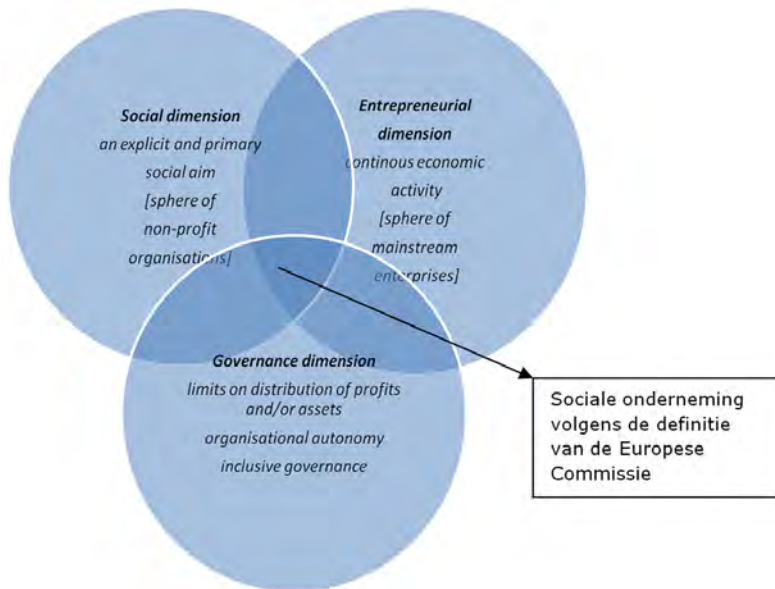 Social dimension
an explicit and primary
social aim
[sphere of
non-profit
organisations]
Entrepreneurial
dimension
continous economic
activity
[sphere of
mainstream
enterprises]
Governance dimension
limits on distribution of profits
and/or assets
organisational autonomy
inclusive governance
Sociale onderneming
volgens de definitie
van de Europese
Commissie